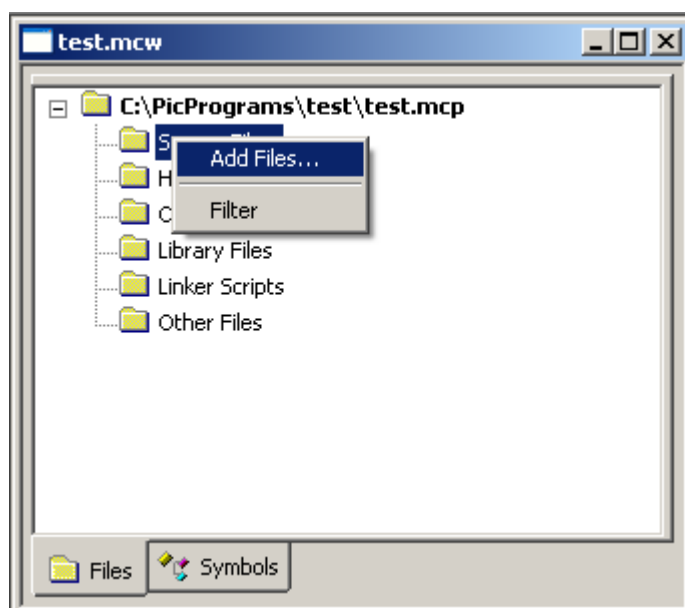 test.mcw
C:\PicPrograms\test\test.mcp
Add Files...
Filter
Library Files
Linker Scripts
Other Files
Files
Symbols